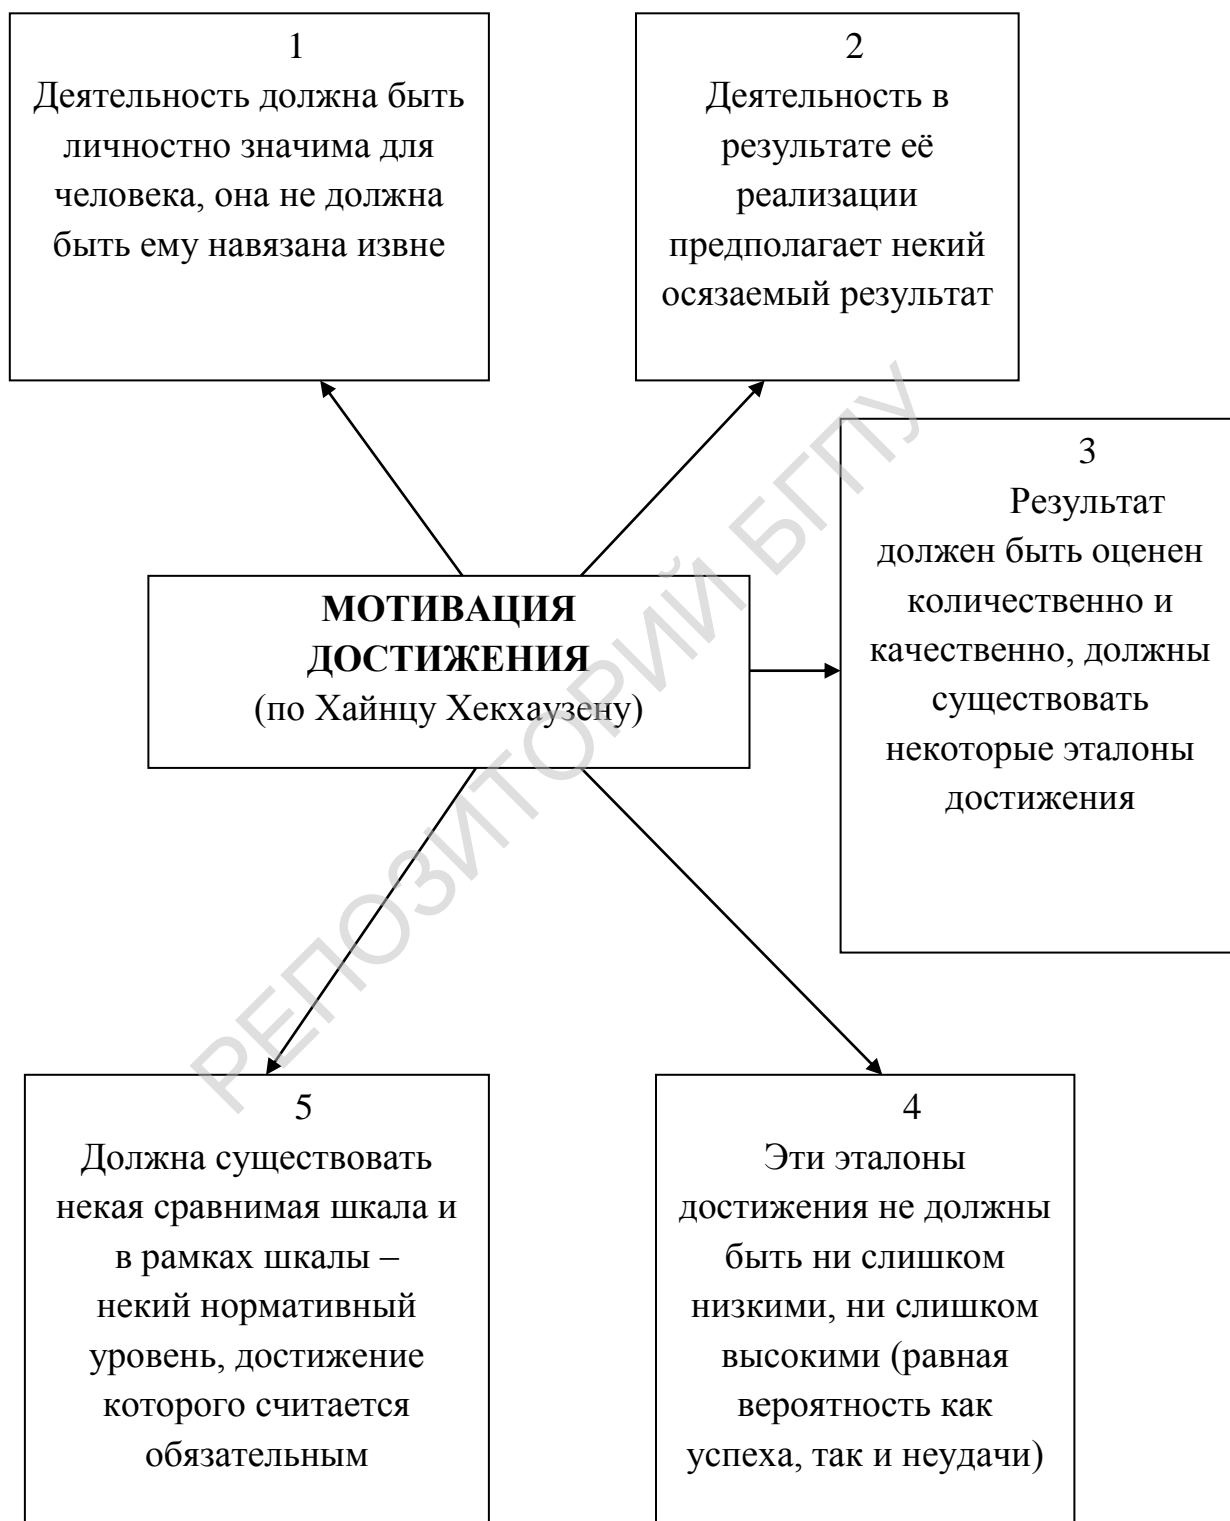 1
Деятельность должна быть
личностно значима для
человека, она не должна
быть ему навязана извне
2
Деятельность в
результате её
реализации
предполагает некий
осязаемый результат
3
Результат
должен быть оценен
количественно и
качественно, должны
существовать
некоторые эталоны
достижения
МОТИВАЦИЯ
ДОСТИЖЕНИЯ
(по Хайнцу Хекхаузену)
5
Должна существовать
некая сравнимая шкала и
в рамках шкалы –
некий нормативный
уровень, достижение
которого считается
обязательным
4
Эти эталоны
достижения не должны
быть ни слишком
низкими, ни слишком
высокими (равная
вероятность как
успеха, так и неудачи)
РЕПОЗИТОРИЙ БГПУ